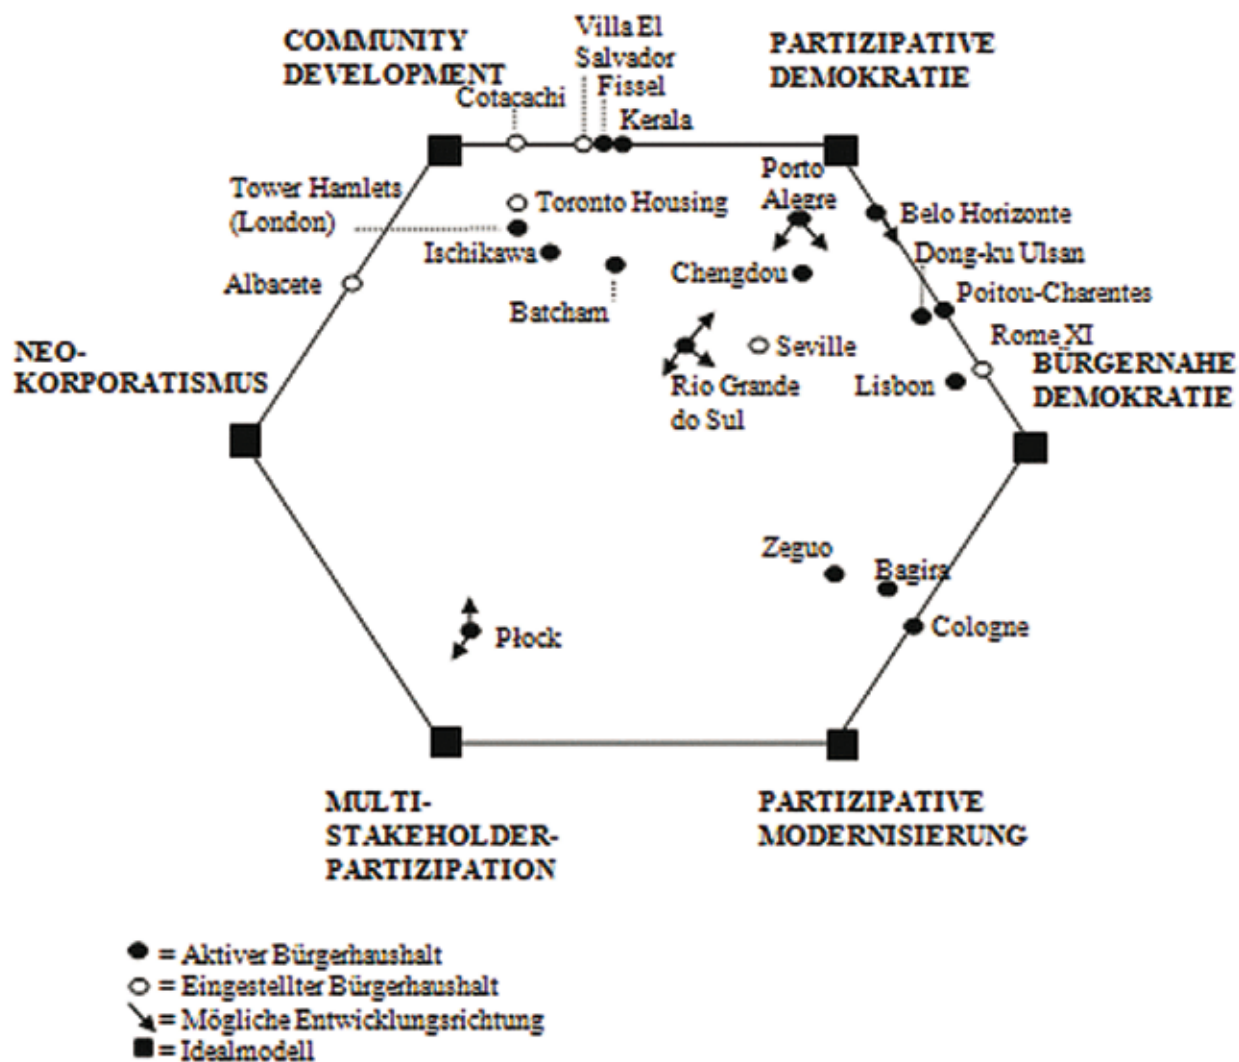 Villa El
Salvador
COMMUNITY
DEVELOPMENT
PARTIZIPATIVE
DEMOKRATIE
Fissel
Cotacachi
Kerala
Porto
Alegre
Tower Hamlets
(London)
Toronto Housing
Belo Horizonte
Ischikawa
Dong-ku Ulsan
Chengdou
Albacete
Batcham
Poitou-Charentes
Rome XI
NEO-
KORPORATISMUS
Seville
BÜRGERNAHE
DEMOKRATIE
Rio Grande
do Sul
Lisbon
Zeguo
Bagira
Cologne
Płock
MULTI-
STAKEHOLDER-
PARTIZIPATION
PARTIZIPATIVE
MODERNISIERUNG
= Aktiver Bürgerhaushalt
= Eingestellter Bürgerhaushalt
= Mögliche Entwicklungsrichtung
= Idealmodell